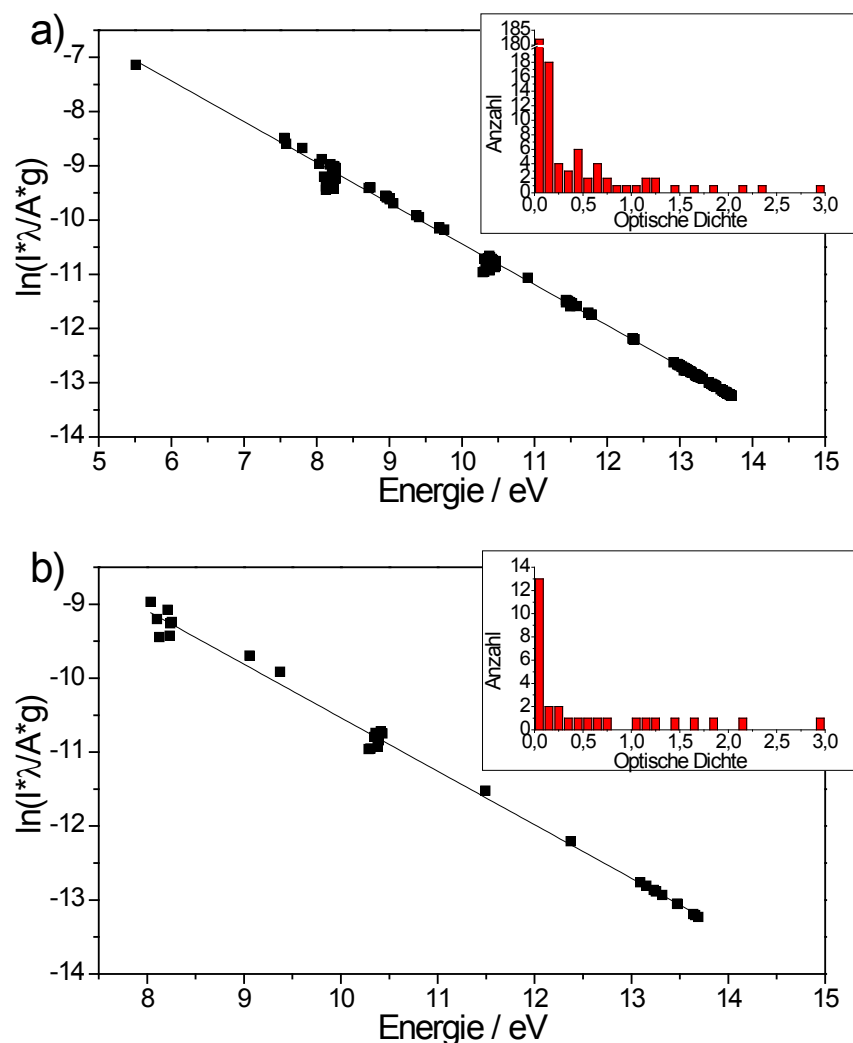 a)
ln(I*λ/A*g)
-7
-8
-9
-10
-11
-12
-13
-14
5 6 7 8 9 10 11 12 13 14 15
Energie / eV
Anzahl
185
180
18
16
14
12
10
8
6
4
2
0
0,0 0,5 1,0 1,5 2,0 2,5 3,0
Optische Dichte
b)
ln(I*λ/A*g)
-9
-10
-11
-12
-13
-14
8 9 10 11 12 13 14 15
Energie / eV
Anzahl
14
12
10
8
6
4
2
0
0,0 0,5 1,0 1,5 2,0 2,5 3,0
Optische Dichte